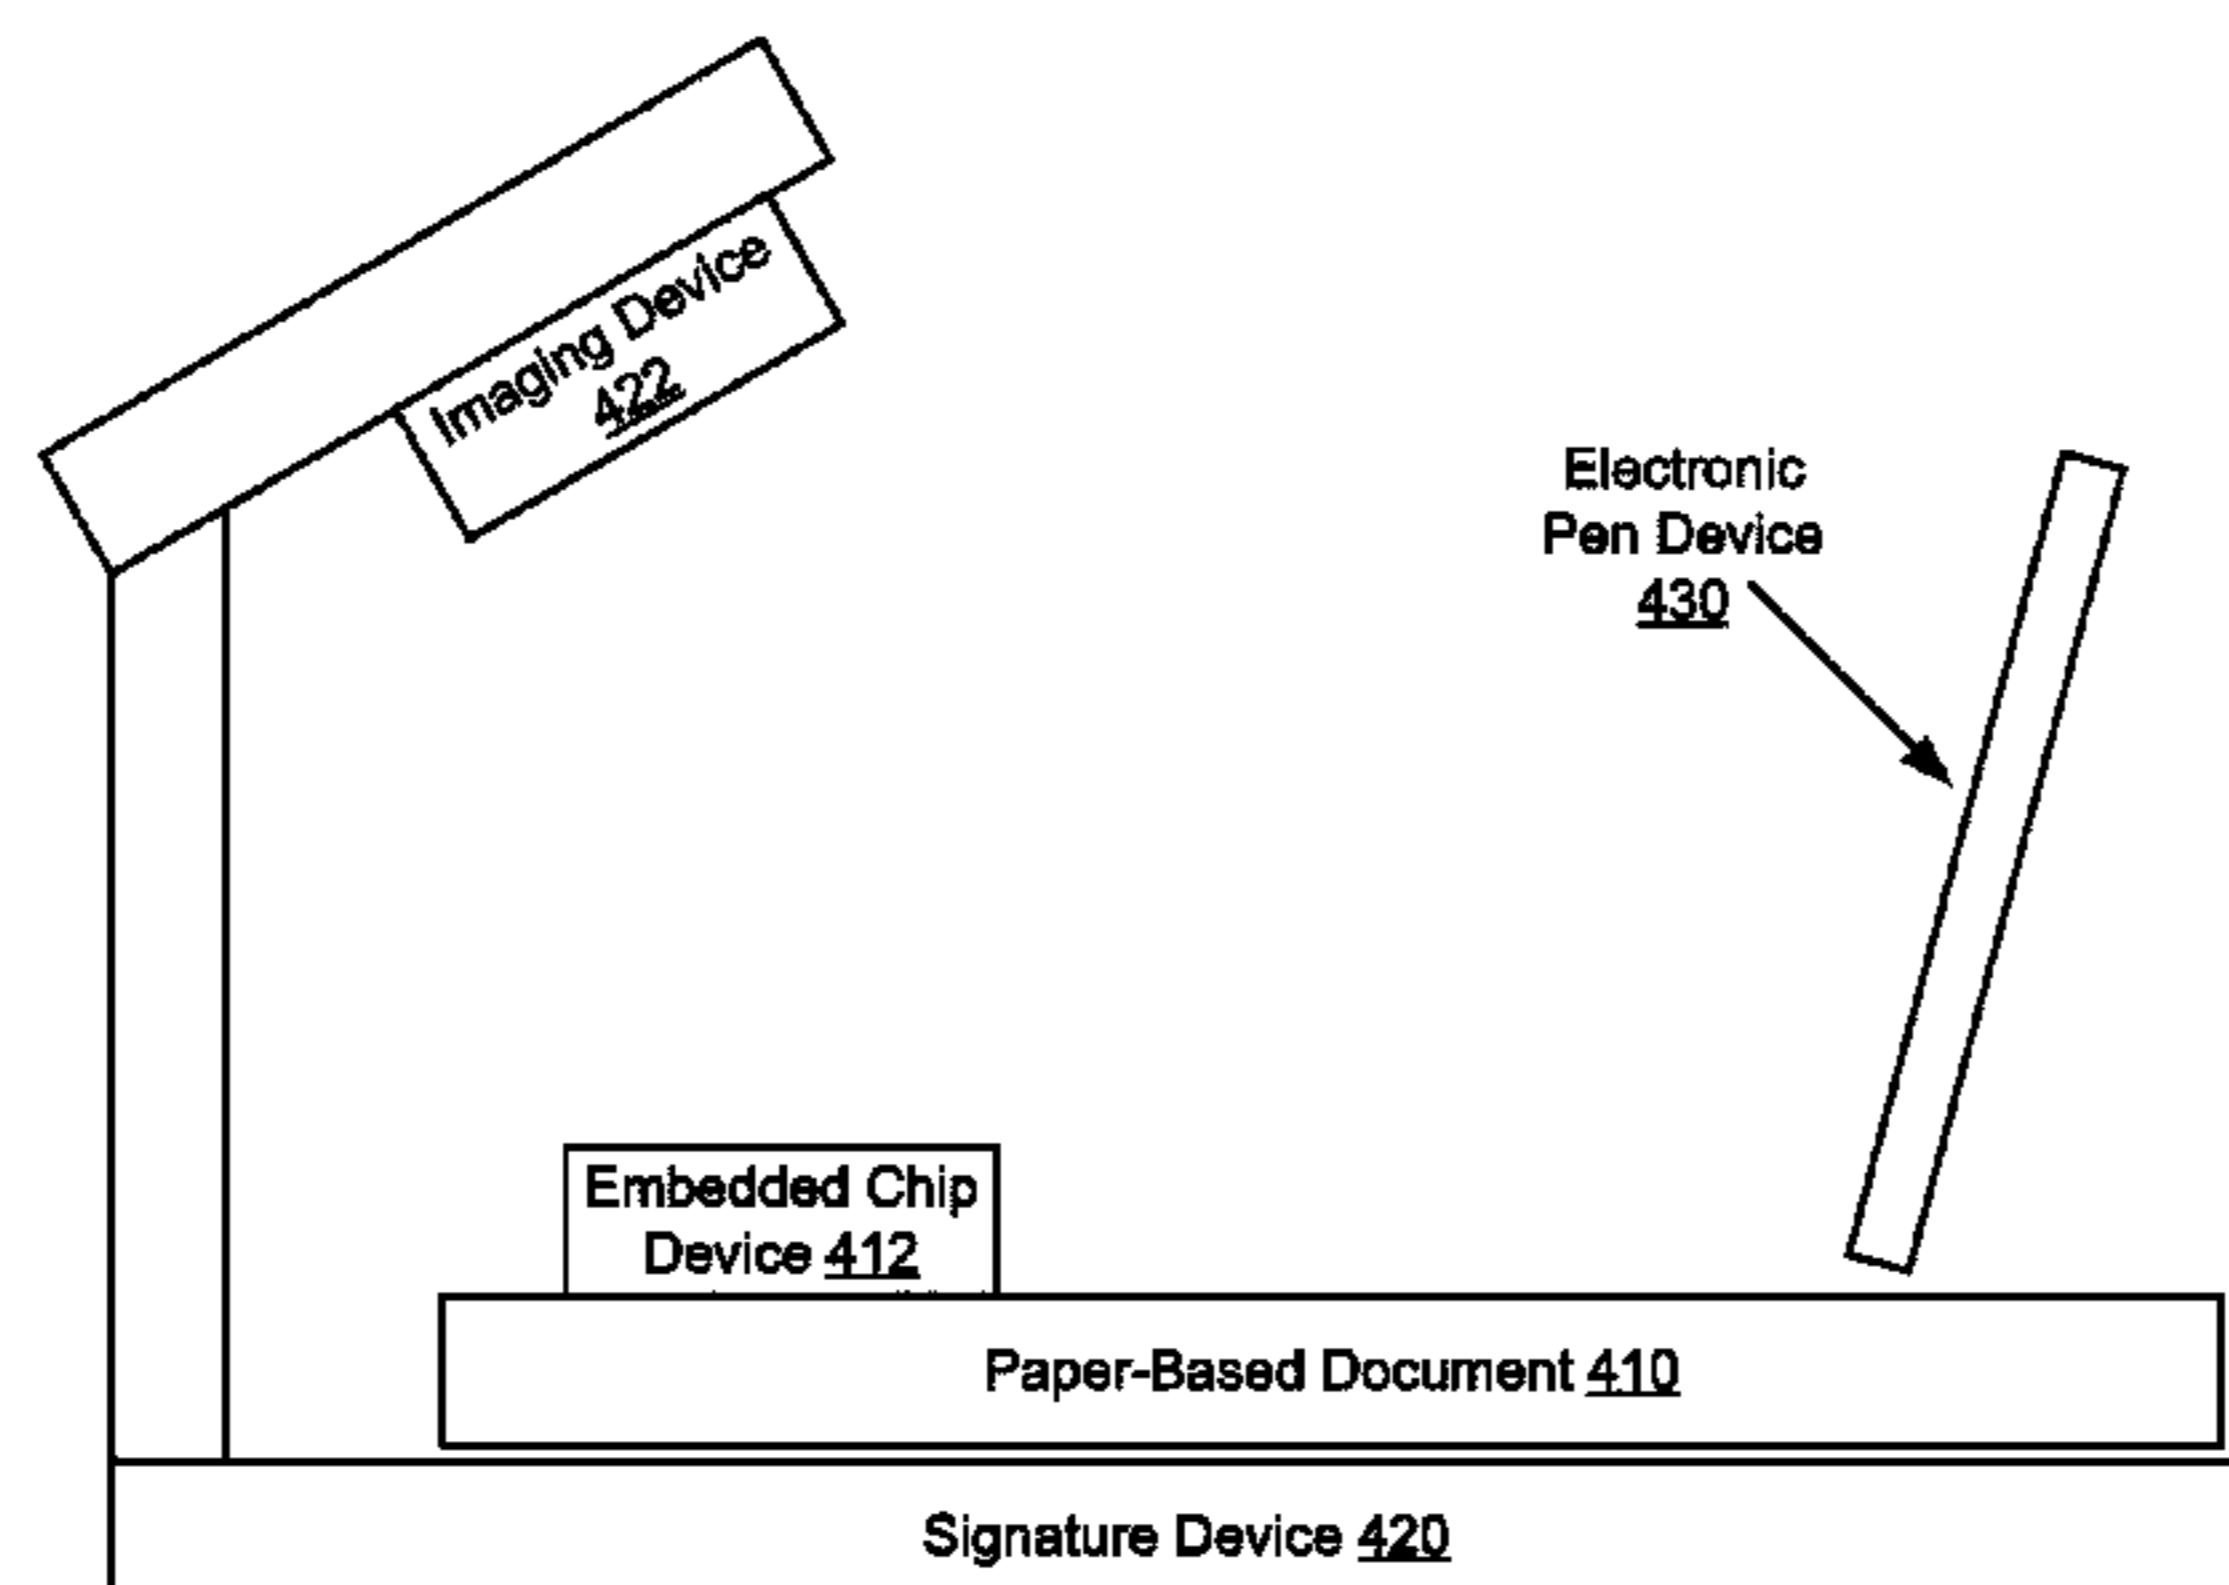 Imaging Device
422
Electronic
Pen Device
430
Embedded Chip
Device 412
Paper-Based Document 410
Signature Device 420